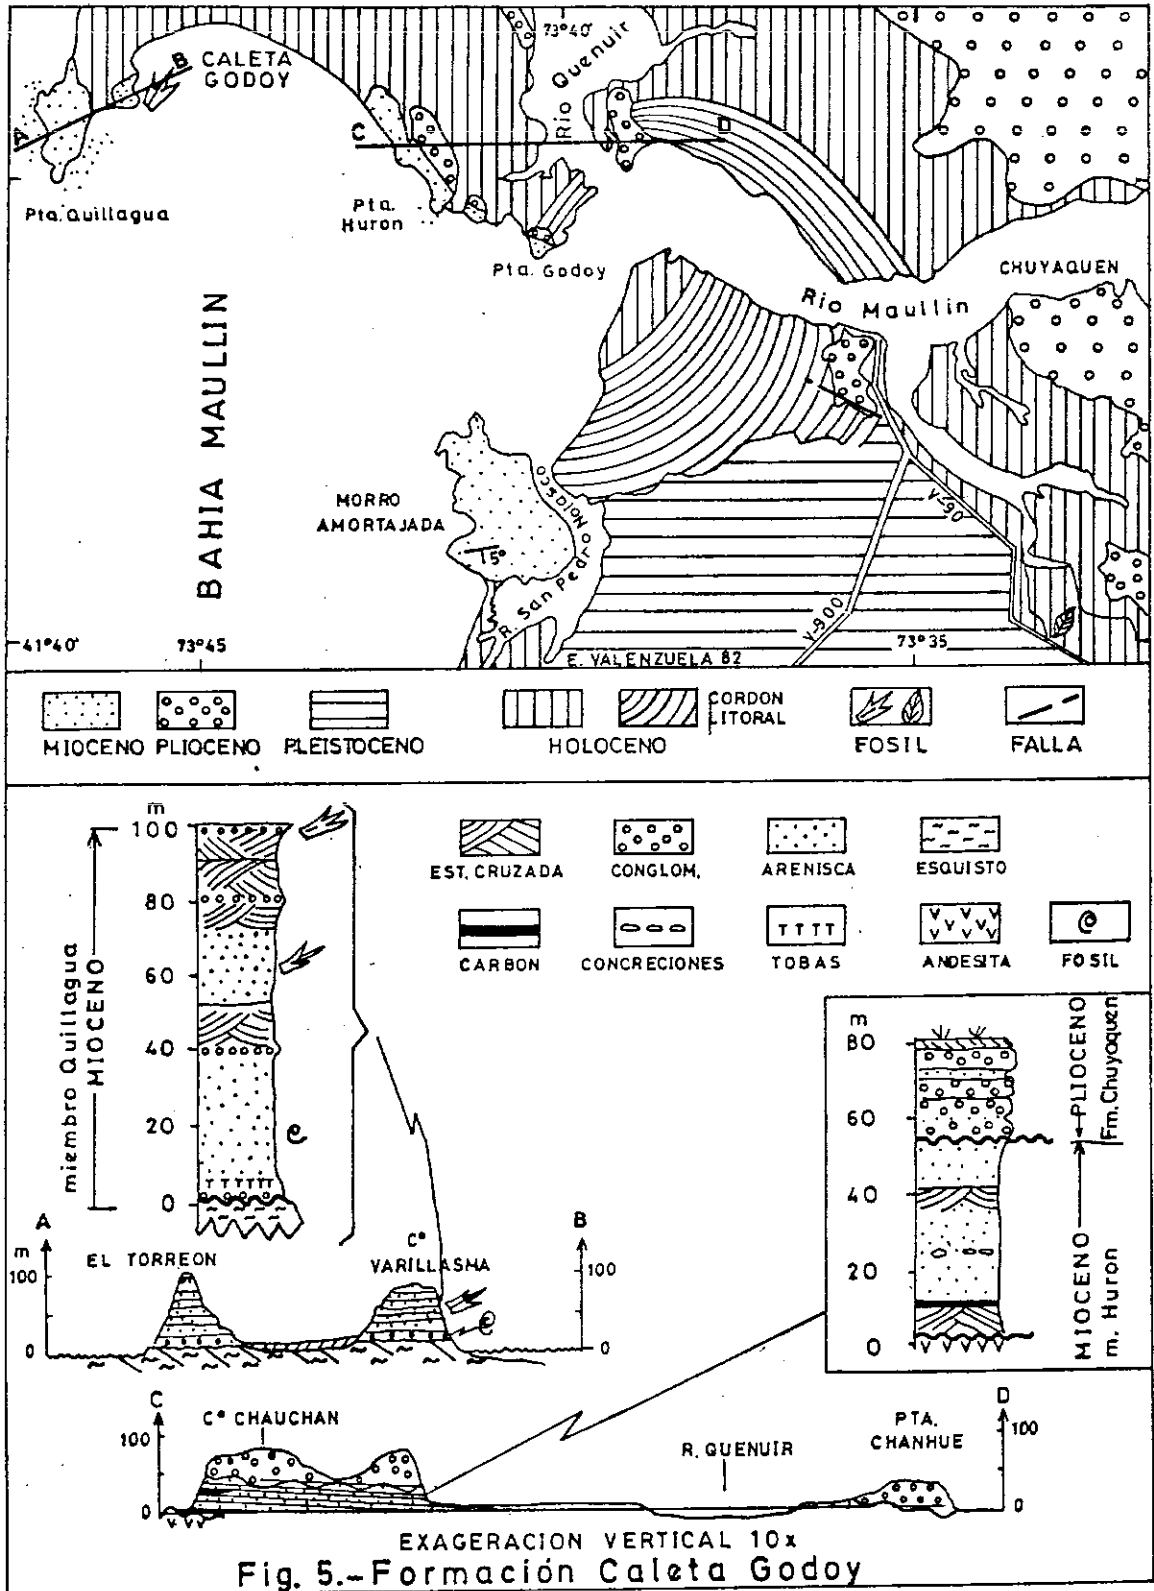 73°40'
B CALETA
GODOY
Rio Quenuir
A
C
D
Pta. Quillagua
Pta.
Huron
Pta. Godoy
CHUYAQUEN
Rio Maullin
BAHIA MAULLIN
MORRO
AMORTAJADA
15°
R. San Pedro
V-90
V-900
41°40'
73°45
73°35
E. VALENZUELA 82
CORDON
LITORAL
MIOCENO PLIOCENO PLEISTOCENO HOLOCENO FOSIL FALLA
m
100
80
60
40
20
0
miembro Quillagua
MIOCENO
EST. CRUZADA CONGLOM. ARENISCA ESQUISTO
CARBON CONCRECIONES TOBAS ANDESITA FOSIL
m
80
60
40
20
0
PLIOCENO
Fm. Chuyaquen
MIOCENO
m. Huron
A B
m
100
0
EL TORREON
C° VARILLASMA
100
0
C D
100
0
C° CHAUCHAN
R. QUENUIR
PTA.
CHANHUE
100
0
EXAGERACION VERTICAL 10x
Fig. 5.-Formación Caleta Godoy